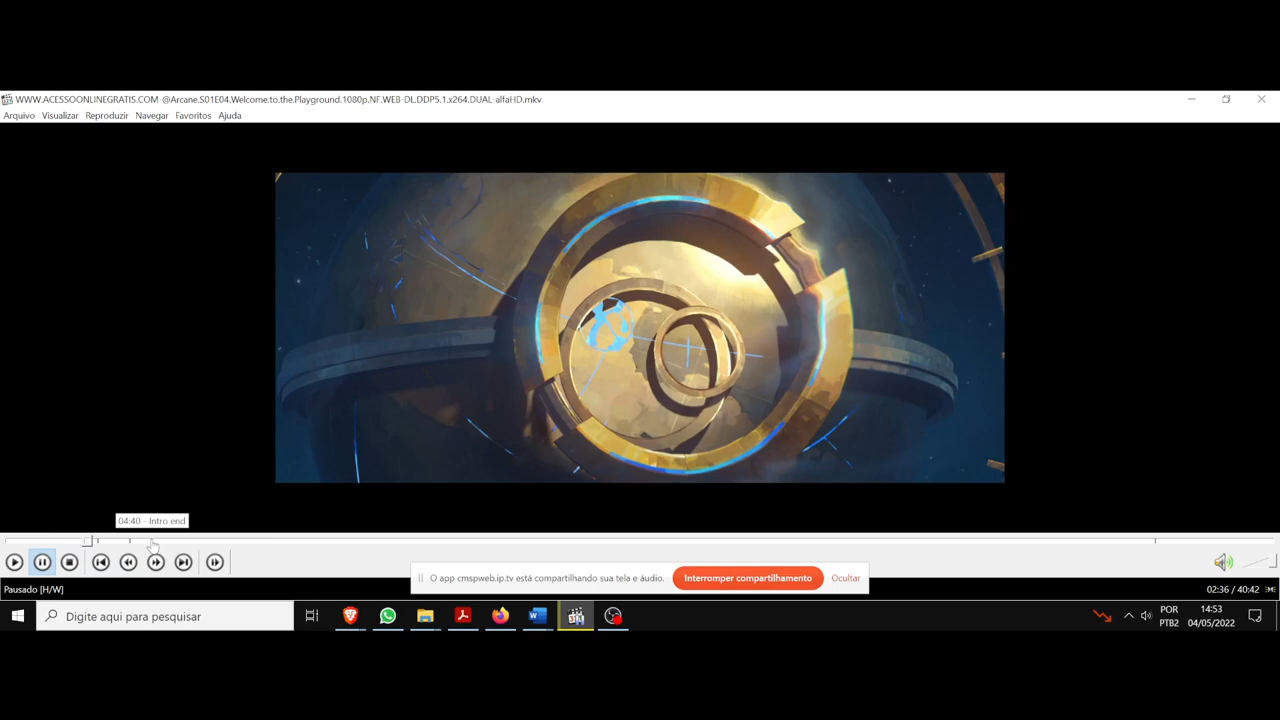 WWW.ACESSOONLINEGRATIS.COM -@Arcane.S01E04.Welcome.to.the.Playground.1080p.NF.WEB-DL.DDP5.1.x264.DUAL-alfaHD.mkv
Arquivo Visualizar Reproduzir Navegar Favoritos Ajuda
04:40 - Intro end
O app cmspweb.ip.tv está compartilhando sua tela e áudio. Interromper compartilhamento Ocultar
Pausado [H/W] 02:36 / 40:42
Digite aqui para pesquisar
POR 14:53
PTB2 04/05/2022